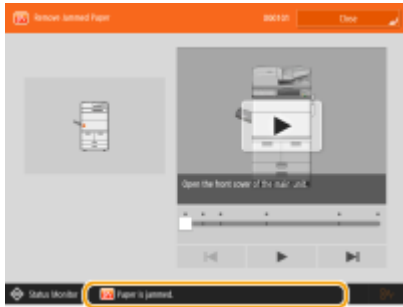 Remove Jammed Paper
Close
Open the front cover of the main unit.
Status Monitor
Paper is jammed.